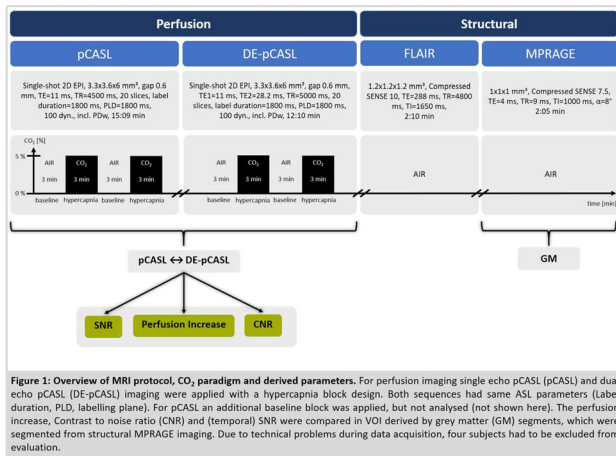 Perfusion
Structural
pCASL
DE-pCASL
FLAIR
MPRAGE
Single-shot 2D EPI, 3.3x3.6x6 mm³, gap 0.6
mm, TE=11 ms, TR=4500 ms, 20 slices, label
duration=1800 ms, PLD=1800 ms,
100 dyn., incl. PDw, 15:09 min
Single-shot 2D EPI, 3.3x3.6x6 mm³, gap 0.6 mm,
TE1=11 ms, TE2=28.2 ms, TR=5000 ms, 20
slices, label duration=1800 ms, PLD=1800 ms,
100 dyn., incl. PDw, 12:10 min
1.2x1.2x1.2 mm³, Compressed
SENSE 10, TE=288 ms, TR=4800
ms, TI=1650 ms,
2:10 min
1x1x1 mm³, Compressed SENSE 7.5,
TE=4 ms, TR=9 ms, TI=1000 ms, α=8°
2:05 min
CO₂ [%]
5 %
0 %
AIR CO₂ AIR CO₂
3 min 3 min 3 min 3 min
baseline hypercapnia baseline hypercapnia
AIR CO₂ AIR CO₂
3 min 3 min 3 min 3 min
baseline hypercapnia baseline hypercapnia
AIR
AIR
time [min]
pCASL ↔ DE-pCASL
GM
SNR
Perfusion Increase
CNR
Figure 1: Overview of MRI protocol, CO₂ paradigm and derived parameters. For perfusion imaging single echo pCASL (pCASL) and dual
echo pCASL (DE-pCASL) imaging were applied with a hypercapnia block design. Both sequences had same ASL parameters (Label
duration, PLD, labelling plane). For pCASL an additional baseline block was applied, but not analysed (not shown here). The perfusion
increase, Contrast to noise ratio (CNR) and (temporal) SNR were compared in VOI derived by grey matter (GM) segments, which were
segmented from structural MPRAGE imaging. Due to technical problems during data acquisition, four subjects had to be excluded from
evaluation.